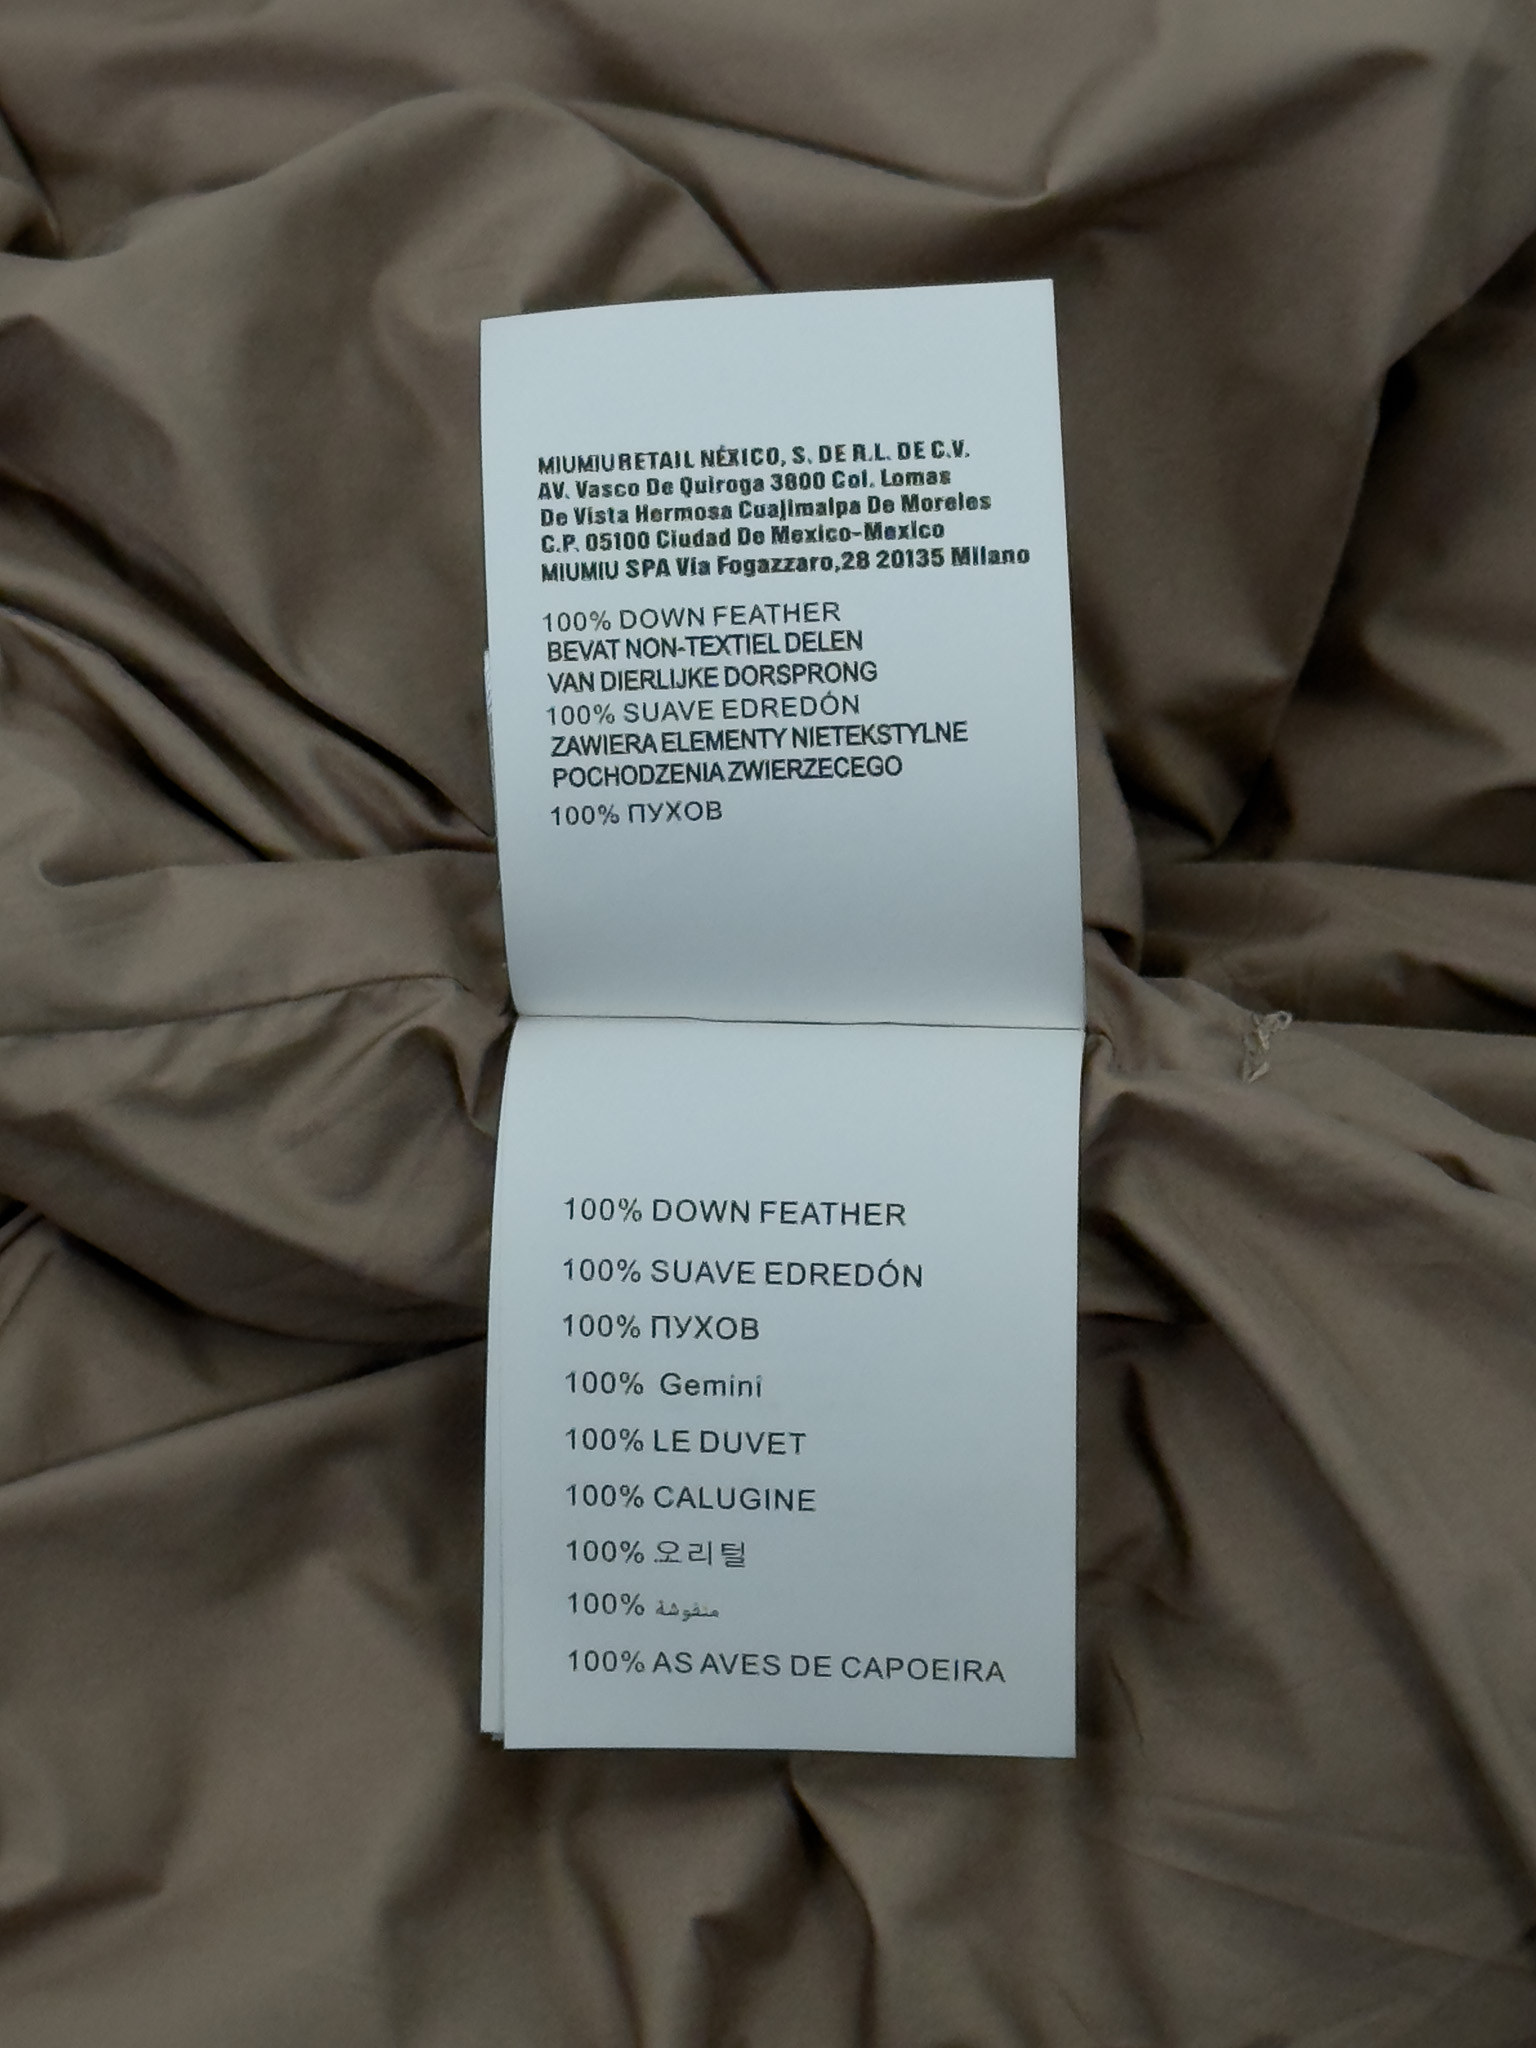 MIUMIU RETAIL NÉXICO, S. DE R.L. DE C.V.
AV. Vasco De Quiroga 3800 Col. Lomas
De Vista Hermosa Cuajimalpa De Moreles
C.P. 05100 Ciudad De Mexico-Mexico
MIUMIU SPA Via Fogazzaro,28 20135 Milano
100% DOWN FEATHER
BEVAT NON-TEXTIEL DELEN
VAN DIERLIJKE DORSPRONG
100% SUAVE EDREDÓN
ZAWIERA ELEMENTY NIETEKSTYLNE
POCHODZENIA ZWIERZECEGO
100% ПУХОВ
100% DOWN FEATHER
100% SUAVE EDREDÓN
100% ПУХОВ
100% Gemini
100% LE DUVET
100% CALUGINE
100% 오리털
100% منفوشة
100% AS AVES DE CAPOEIRA